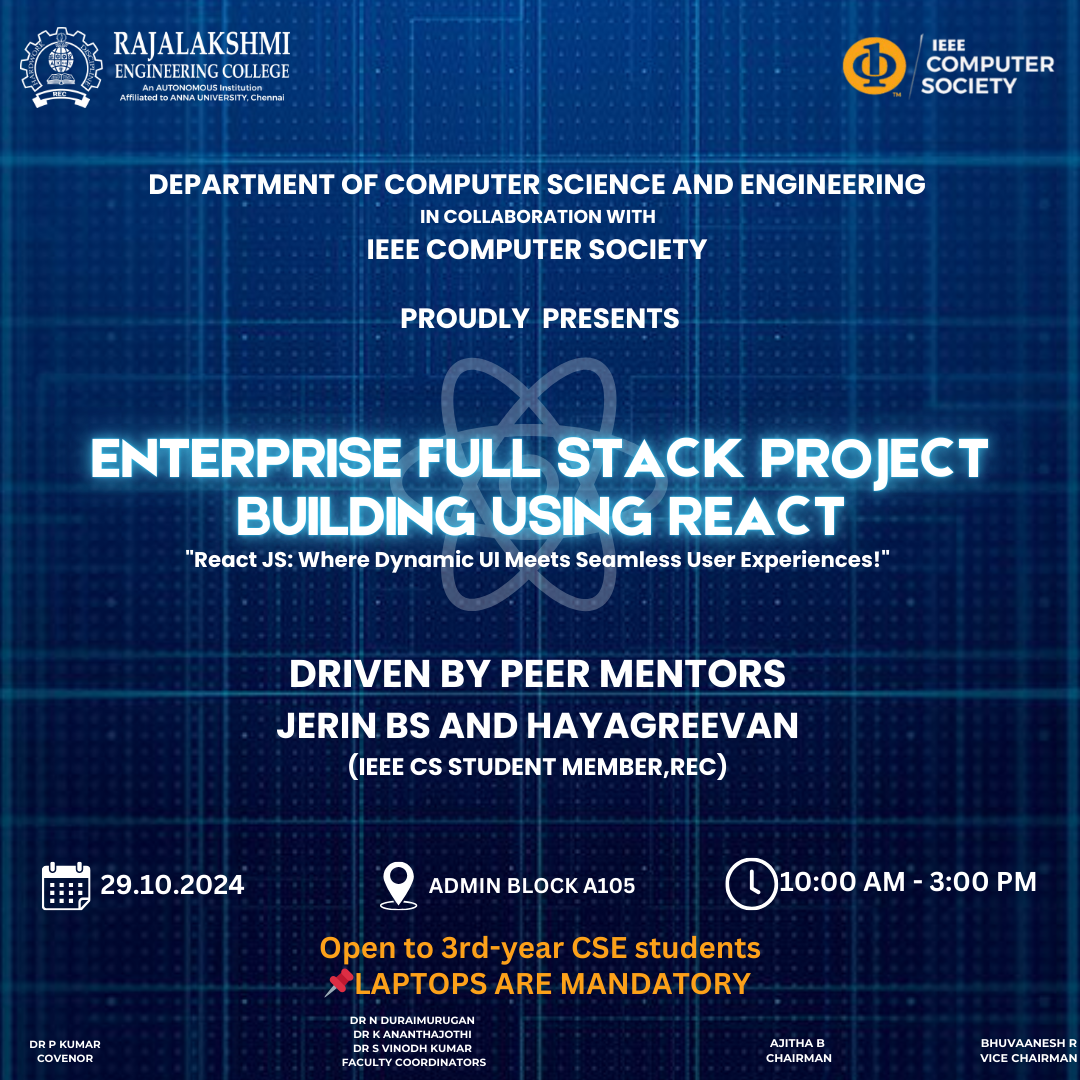 RAJALAKSHMI
ENGINEERING COLLEGE
An AUTONOMOUS Institution
Affiliated to ANNA UNIVERSITY, Chennai
REC
IEEE
COMPUTER
SOCIETY
TM
DEPARTMENT OF COMPUTER SCIENCE AND ENGINEERING
IN COLLABORATION WITH
IEEE COMPUTER SOCIETY
PROUDLY PRESENTS
ENTERPRISE FULL STACK PROJECT
BUILDING USING REACT
"React JS: Where Dynamic UI Meets Seamless User Experiences!"
DRIVEN BY PEER MENTORS
JERIN BS AND HAYAGREEVAN
(IEEE CS STUDENT MEMBER,REC)
29.10.2024
ADMIN BLOCK A105
10:00 AM - 3:00 PM
Open to 3rd-year CSE students
📌LAPTOPS ARE MANDATORY
DR P KUMAR
COVENOR
DR N DURAIMURUGAN
DR K ANANTHAJOTHI
DR S VINODH KUMAR
FACULTY COORDINATORS
AJITHA B
CHAIRMAN
BHUVAANESH R
VICE CHAIRMAN